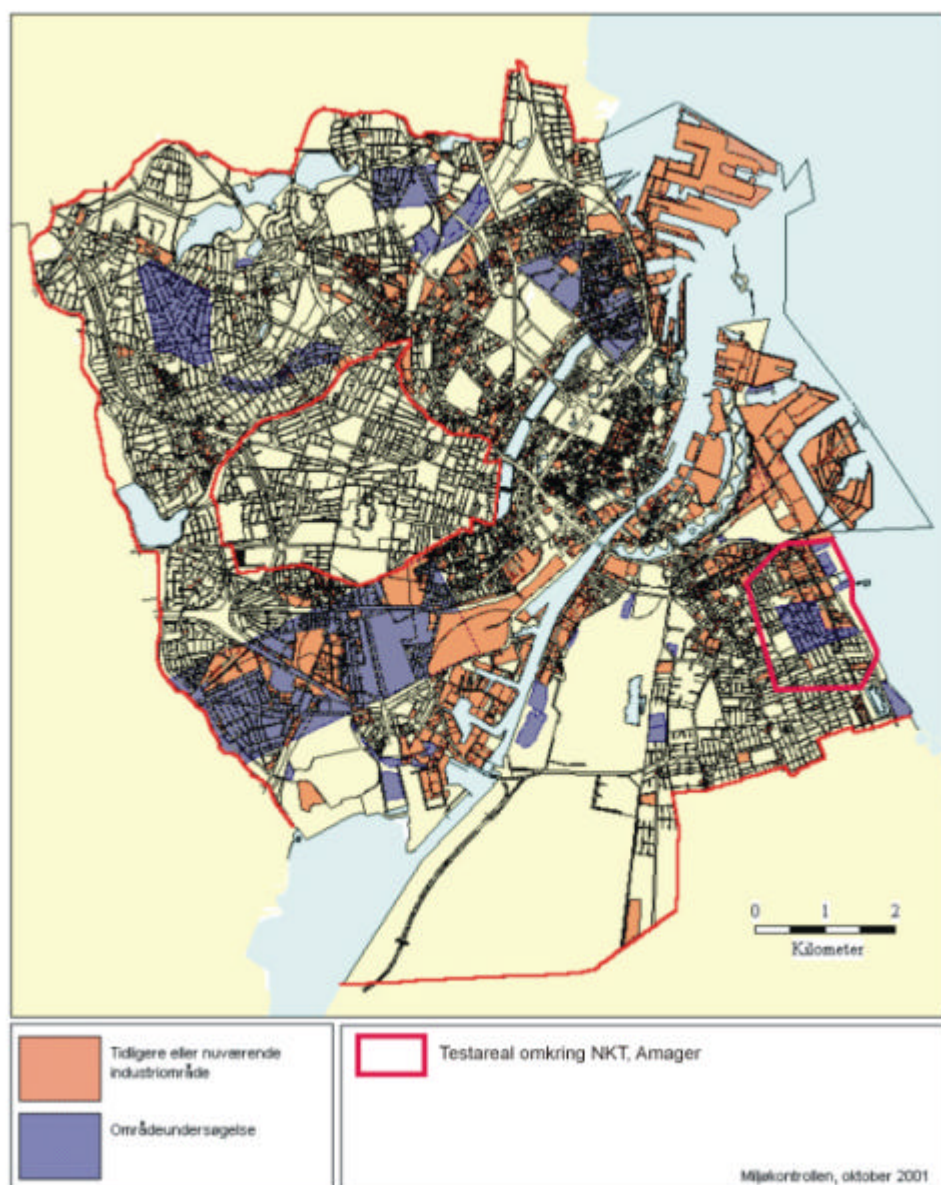 0 1 2
Kilometer
Tidligere eller nuværende
industriområde
Områdeundersøgelse
Testareal omkring NKT, Amager
Miljøkontrollen, oktober 2001